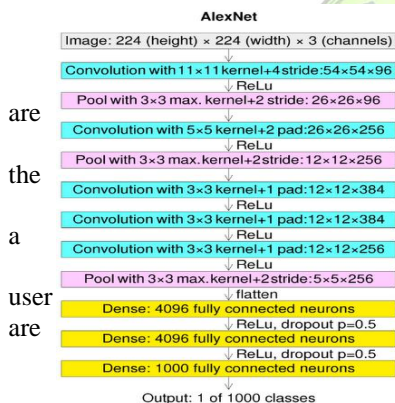 AlexNet
Image: 224 (height) × 224 (width) × 3 (channels)
Convolution with 11×11 kernel+4 stride: 54×54×96
ReLu
Pool with 3×3 max. kernel+2 stride: 26×26×96
are
Convolution with 5×5 kernel+2 pad:26×26×256
ReLu
Pool with 3×3 max.kernel+2stride:12×12×256
the
ReLu
Convolution with 3×3 kernel+1 pad:12×12×384
ReLu
Convolution with 3×3 kernel+1 pad:12×12×384
a
ReLu
Convolution with 3×3 kernel+1 pad:12×12×256
ReLu
Pool with 3×3 max.kernel+2stride:5×5×256
user
flatten
Dense: 4096 fully connected neurons
are
ReLu, dropout p=0.5
Dense: 4096 fully connected neurons
ReLu, dropout p=0.5
Dense: 1000 fully connected neurons
Output: 1 of 1000 classes